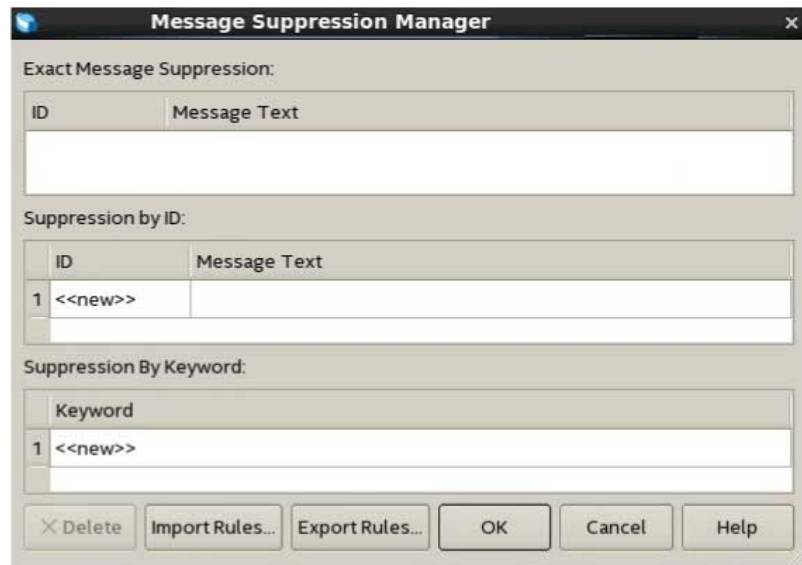 Message Suppression Manager ×
Exact Message Suppression:
ID Message Text
Suppression by ID:
ID Message Text
1 <<new>>
Suppression By Keyword:
Keyword
1 <<new>>
Delete Import Rules... Export Rules... OK Cancel Help